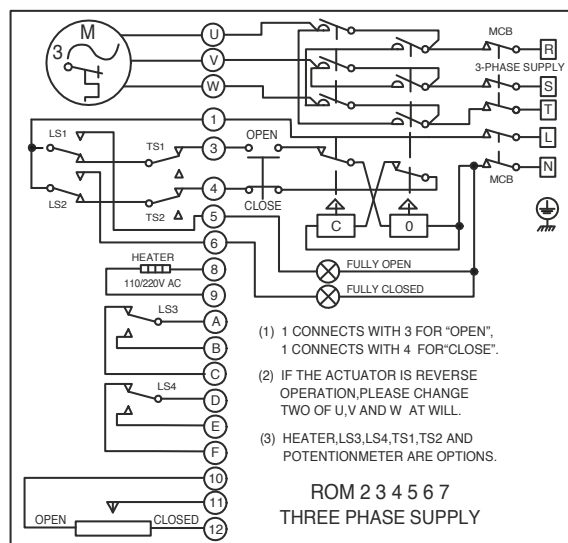 M
3
U
V
W
MCB
R
3-PHASE SUPPLY
S
T
1
L
LS1
TS1
3
OPEN
N
MCB
LS2
TS2
4
CLOSE
5
C
0
6
FULLY OPEN
HEATER
8
110/220V AC
FULLY CLOSED
9
LS3
A
B
C
LS4
D
E
F
10
11
OPEN
CLOSED
12
(1) 1 CONNECTS WITH 3 FOR “OPEN”,
1 CONNECTS WITH 4 FOR“CLOSE”.
(2) IF THE ACTUATOR IS REVERSE
OPERATION,PLEASE CHANGE
TWO OF U,V AND W AT WILL.
(3) HEATER,LS3,LS4,TS1,TS2 AND
POTENTIONMETER ARE OPTIONS.
ROM 2 3 4 5 6 7
THREE PHASE SUPPLY